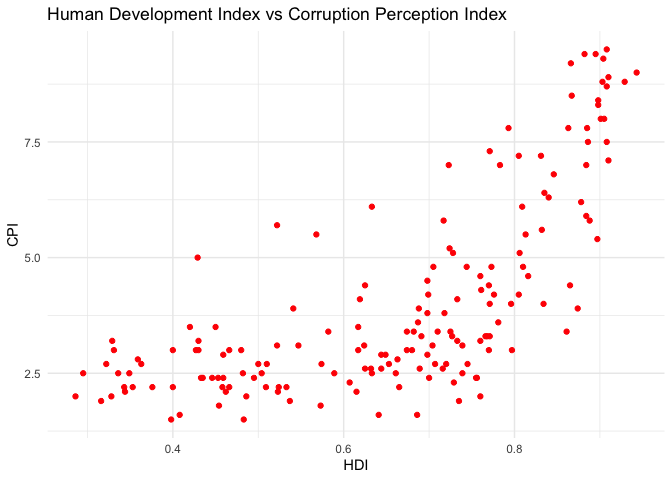 Human Development Index vs Corruption Perception Index
7.5
5.0
2.5
CPI
0.4
0.6
0.8
HDI